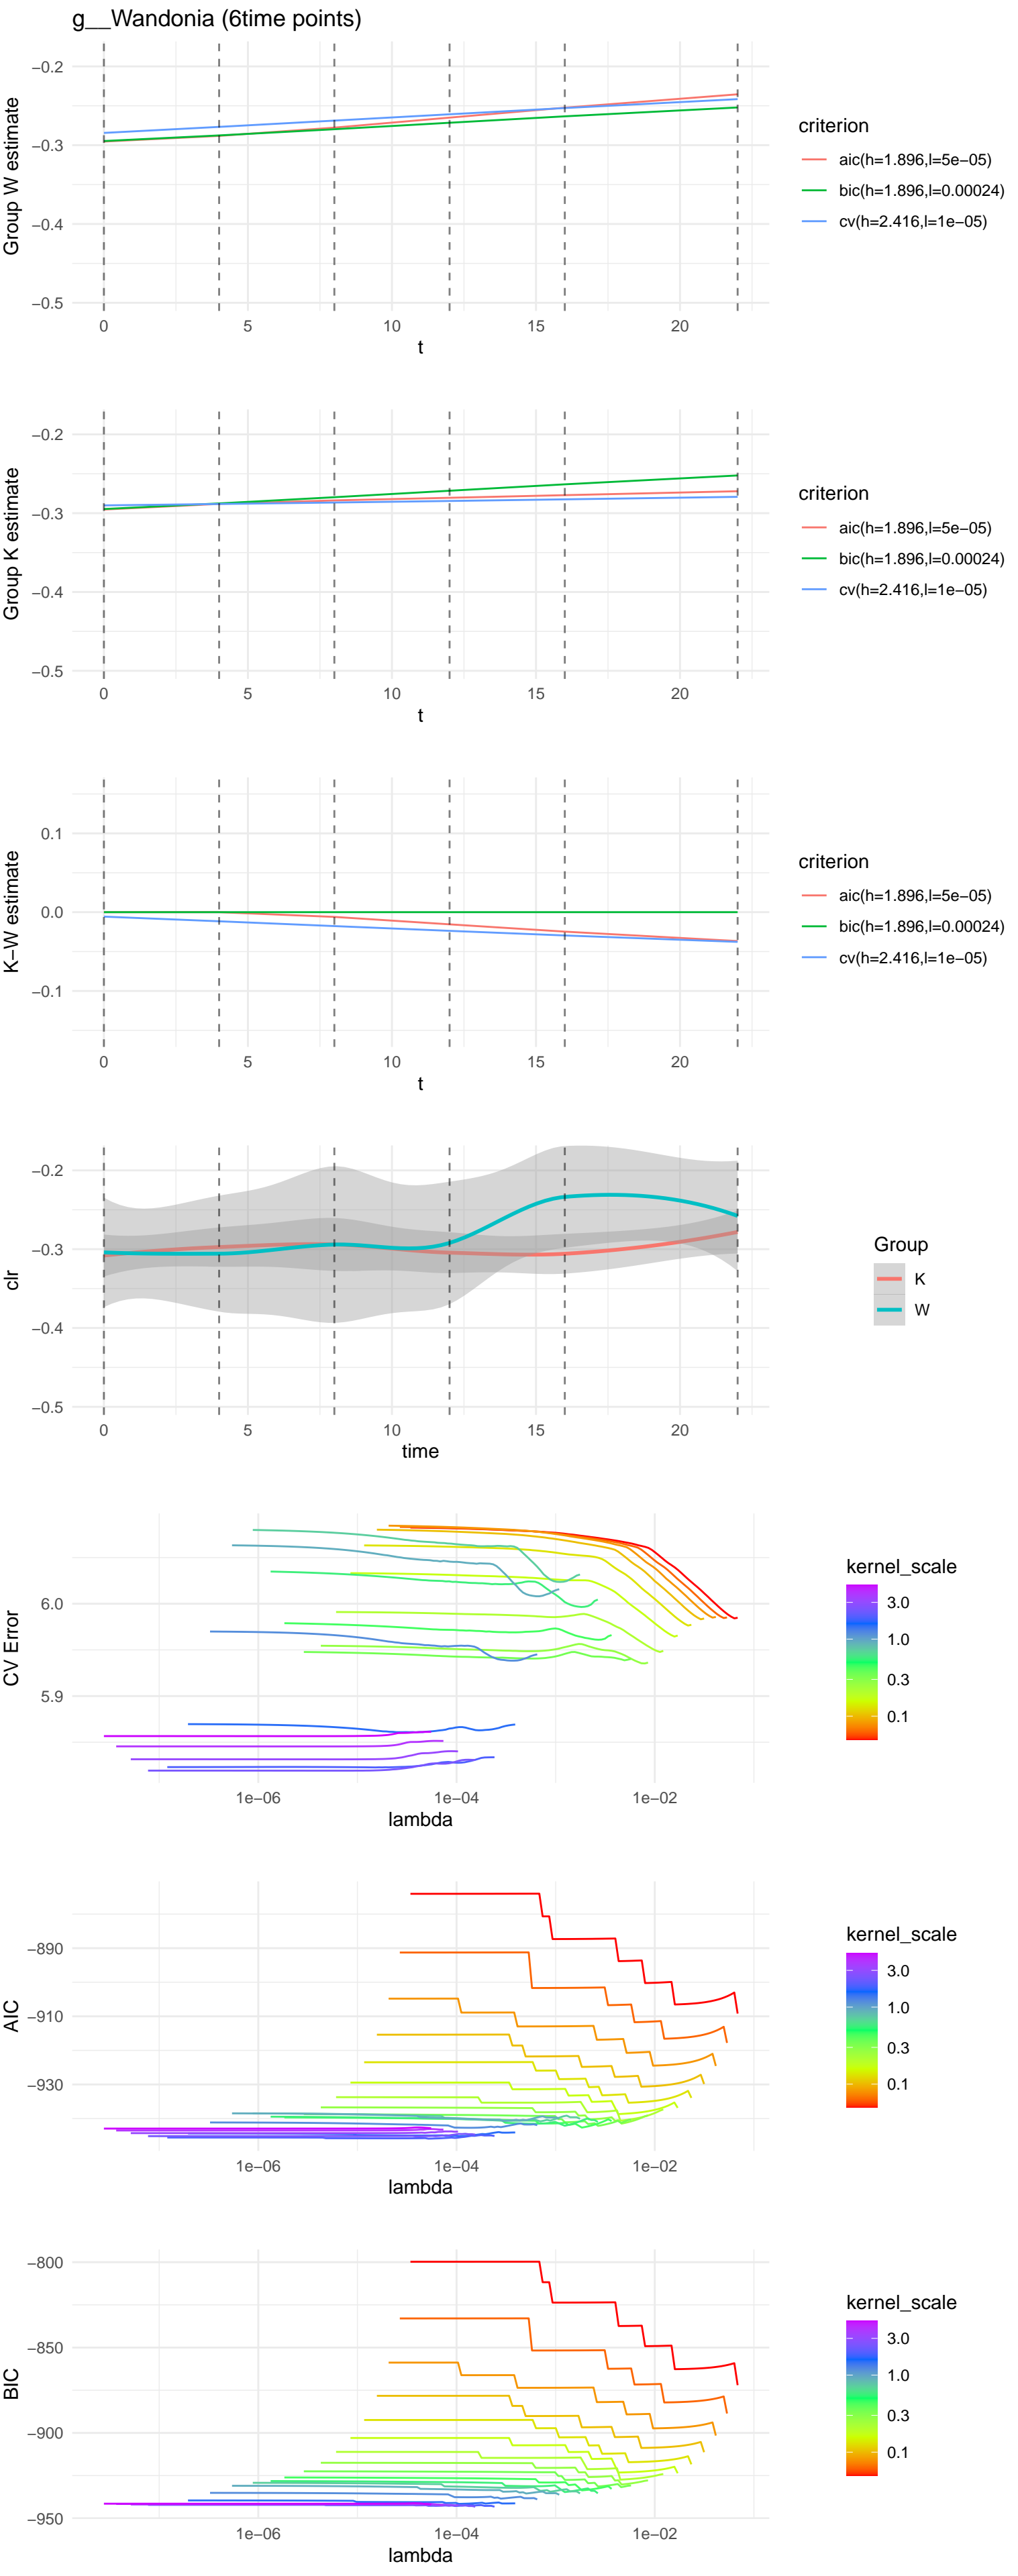 g__Wandonia (6time points)
Group W estimate
−0.2
−0.3
−0.4
−0.5
0 5 10 15 20
t
criterion
aic(h=1.896,l=5e−05)
bic(h=1.896,l=0.00024)
cv(h=2.416,l=1e−05)
Group K estimate
−0.2
−0.3
−0.4
−0.5
0 5 10 15 20
t
criterion
aic(h=1.896,l=5e−05)
bic(h=1.896,l=0.00024)
cv(h=2.416,l=1e−05)
K−W estimate
0.1
0.0
−0.1
0 5 10 15 20
t
criterion
aic(h=1.896,l=5e−05)
bic(h=1.896,l=0.00024)
cv(h=2.416,l=1e−05)
clr
−0.2
−0.3
−0.4
−0.5
0 5 10 15 20
time
Group
K
W
CV Error
6.0
5.9
1e−06 1e−04 1e−02
lambda
kernel_scale
3.0
1.0
0.3
0.1
AIC
−890
−910
−930
1e−06 1e−04 1e−02
lambda
kernel_scale
3.0
1.0
0.3
0.1
BIC
−800
−850
−900
−950
1e−06 1e−04 1e−02
lambda
kernel_scale
3.0
1.0
0.3
0.1